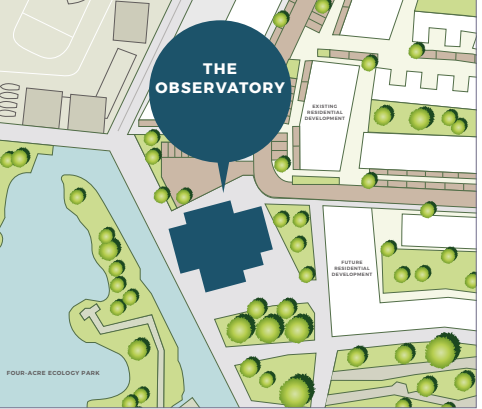 THE
OBSERVATORY
EXISTING
RESIDENTIAL
DEVELOPMENT
FUTURE
RESIDENTIAL
DEVELOPMENT
FOUR-ACRE ECOLOGY PARK